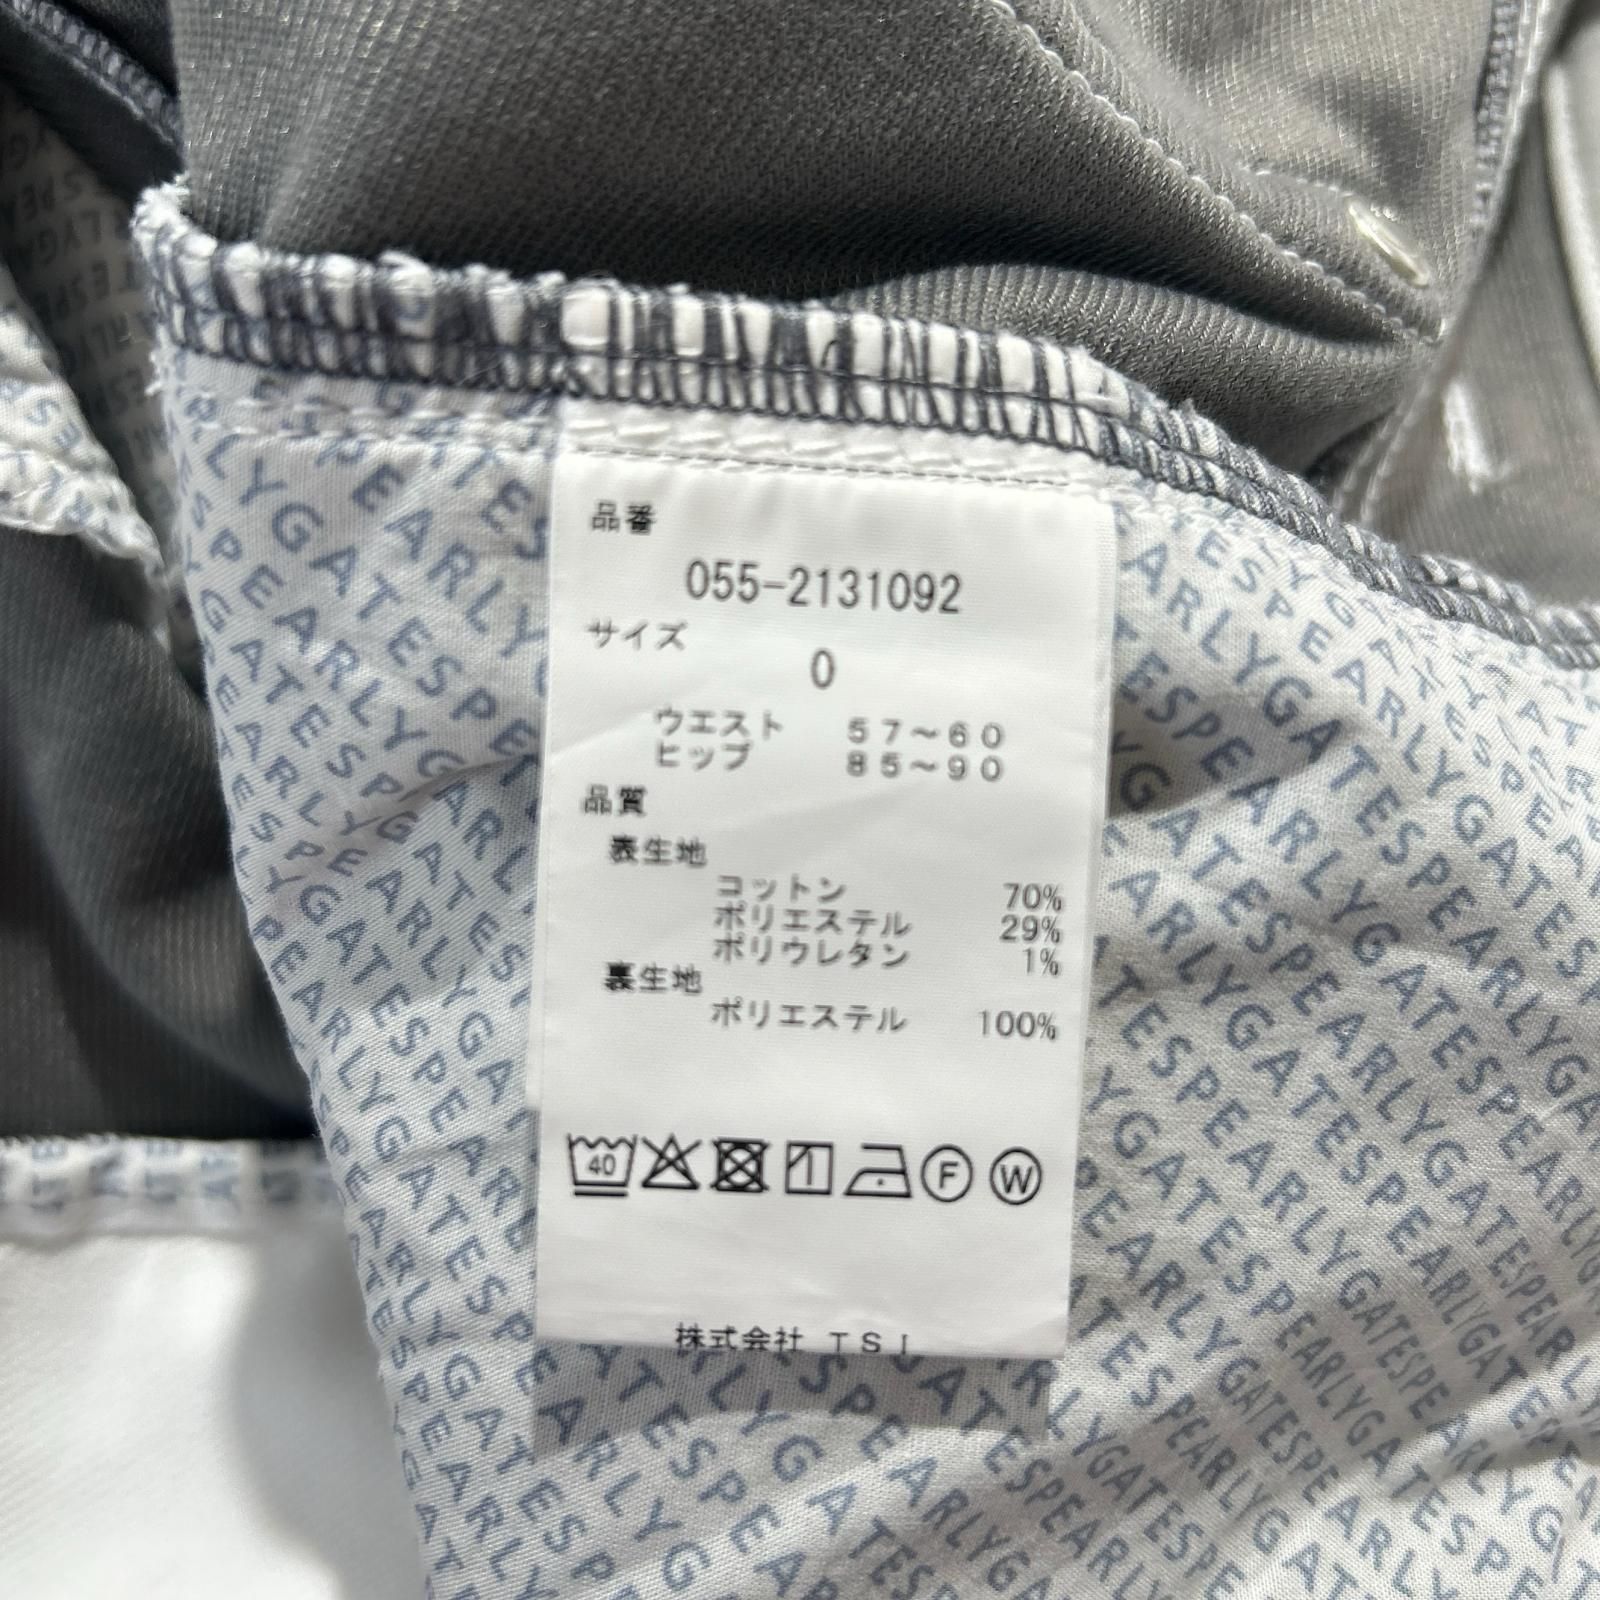 品番
055-2131092
サイズ
0
ウエスト 57～60
ヒップ 85～90
品質
表生地
コットン 70%
ポリエステル 29%
ポリウレタン 1%
裏生地
ポリエステル 100%
40 F W
株式会社 TSI
PEARLYGATES